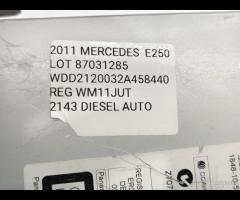 2011 MERCEDES E250
LOT 87031285
WDD2120032A458440
REG WM11JUT
2143 DIESEL AUTO